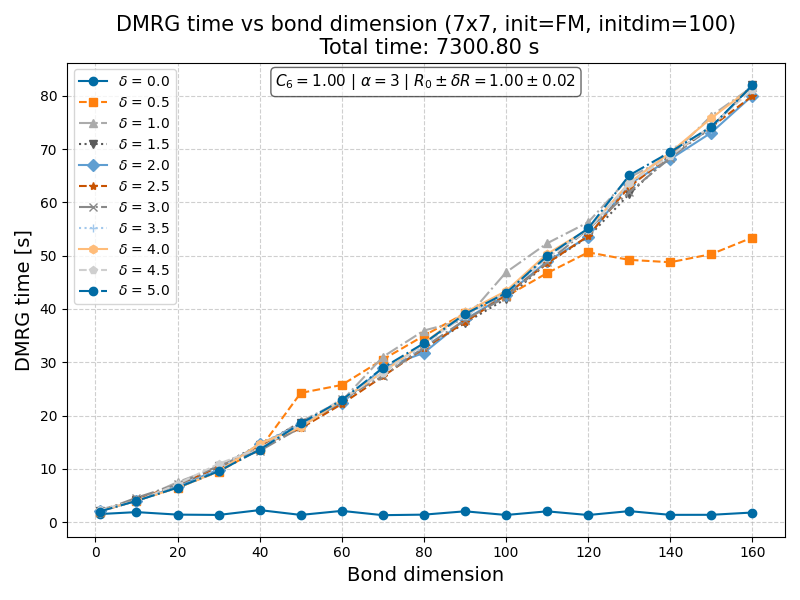 DMRG time vs bond dimension (7x7, init=FM, initdim=100)
Total time: 7300.80 s
C₆ = 1.00 | α = 3 | R₀ ± δR = 1.00 ± 0.02
δ = 0.0
δ = 0.5
δ = 1.0
δ = 1.5
δ = 2.0
δ = 2.5
δ = 3.0
δ = 3.5
δ = 4.0
δ = 4.5
δ = 5.0
DMRG time [s]
80
70
60
50
40
30
20
10
0
0 20 40 60 80 100 120 140 160
Bond dimension